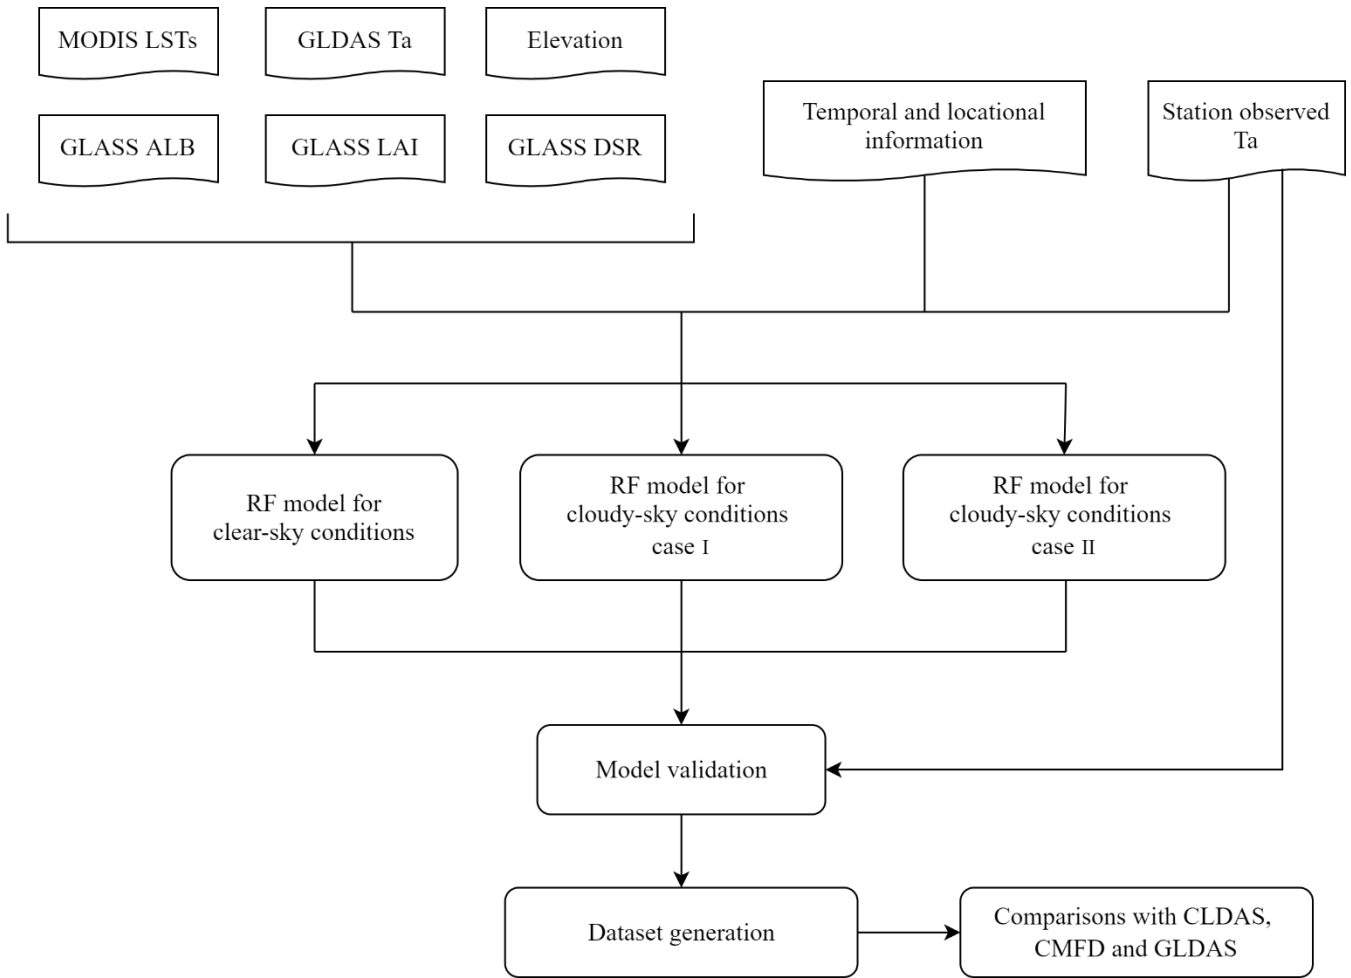 MODIS LSTs
GLDAS Ta
Elevation
GLASS ALB
GLASS LAI
GLASS DSR
Temporal and locational
information
Station observed
Ta
RF model for
clear-sky conditions
RF model for
cloudy-sky conditions
case I
RF model for
cloudy-sky conditions
case II
Model validation
Dataset generation
Comparisons with CLDAS,
CMFD and GLDAS